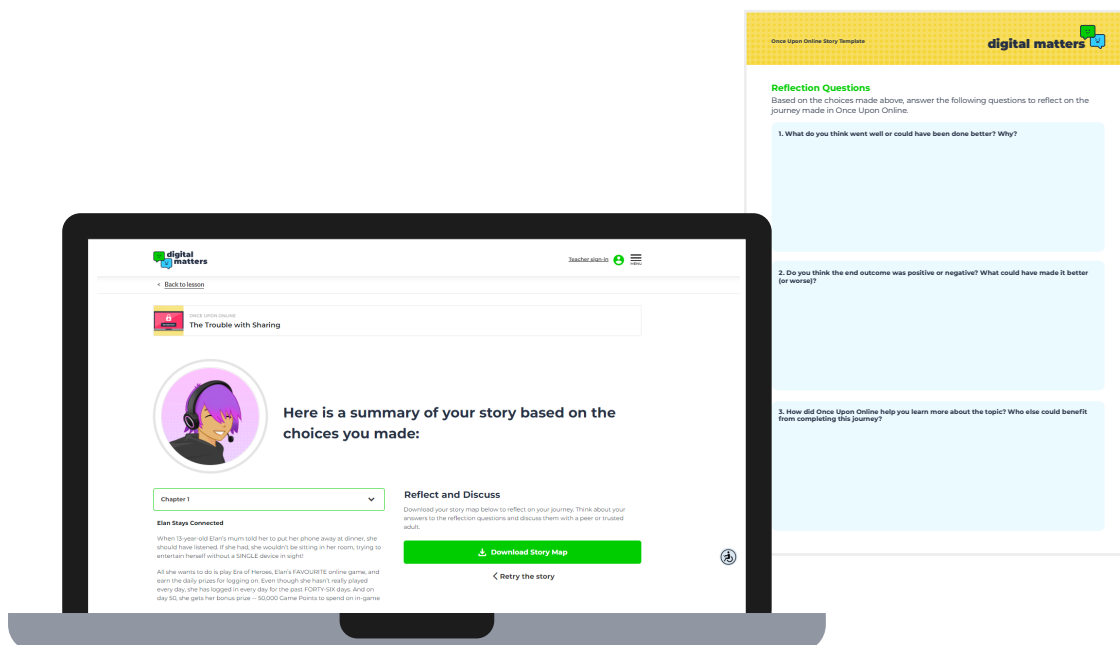 Once Upon Online Story Template
digital matters
Reflection Questions
Based on the choices made above, answer the following questions to reflect on the
journey made in Once Upon Online.
1. What do you think went well or could have been done better? Why?
2. Do you think the end outcome was positive or negative? What could have made it better
(or worse)?
3. How did Once Upon Online help you learn more about the topic? Who else could benefit
from completing this journey?
digital
matters
Teacher sign-in
MENU
< Back to lesson
ONCE UPON ONLINE
The Trouble with Sharing
Here is a summary of your story based on the
choices you made:
Chapter 1
Elan Stays Connected
When 13-year-old Elan's mum told her to put her phone away at dinner, she
should have listened. If she had, she wouldn't be sitting in her room, trying to
entertain herself without a SINGLE device in sight!
All she wants to do is play Era of Heroes, Elan's FAVOURITE online game, and
earn the daily prizes for logging on. Even though she hasn't really played
every day, she has logged in every day for the past FORTY-SIX days. And on
day 50, she gets her bonus prize -- 50,000 Game Points to spend on in-game
Reflect and Discuss
Download your story map below to reflect on your journey. Think about your
answers to the reflection questions and discuss them with a peer or trusted
adult.
Download Story Map
Retry the story